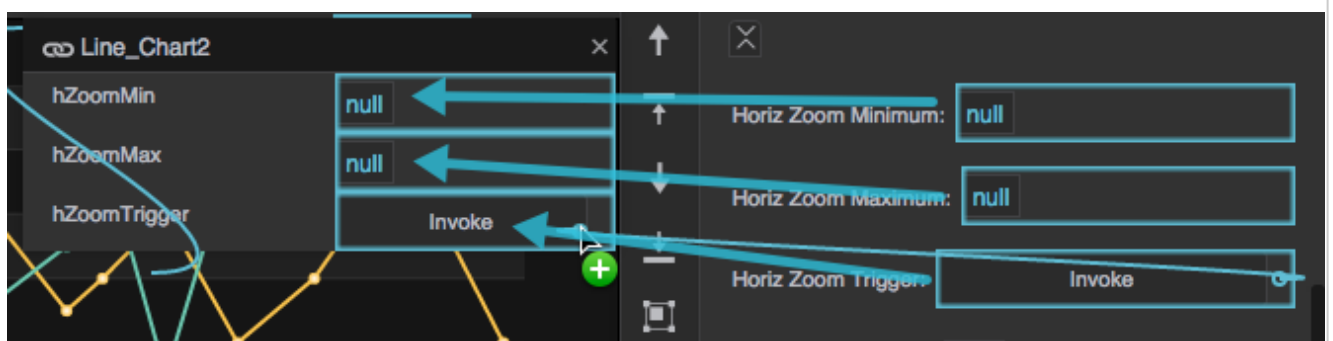 Line_Chart2
hZoomMin
null
hZoomMax
null
hZoomTrigger
Invoke
Horiz Zoom Minimum:
null
Horiz Zoom Maximum:
null
Horiz Zoom Trigger:
Invoke